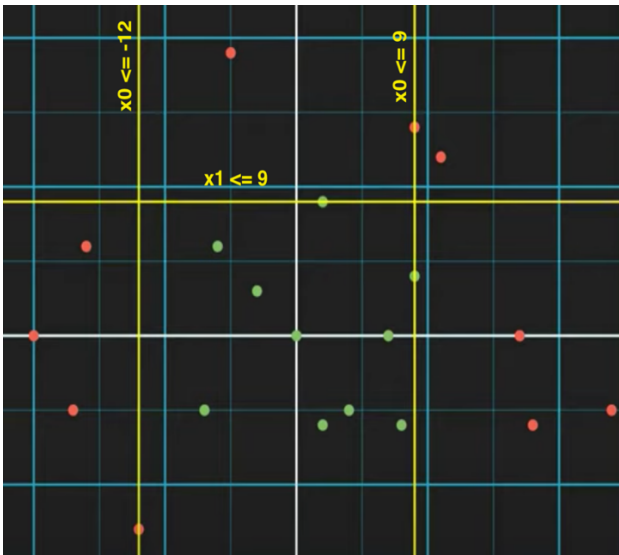 x0 <= -12
x0 <= 9
x1 <= 9